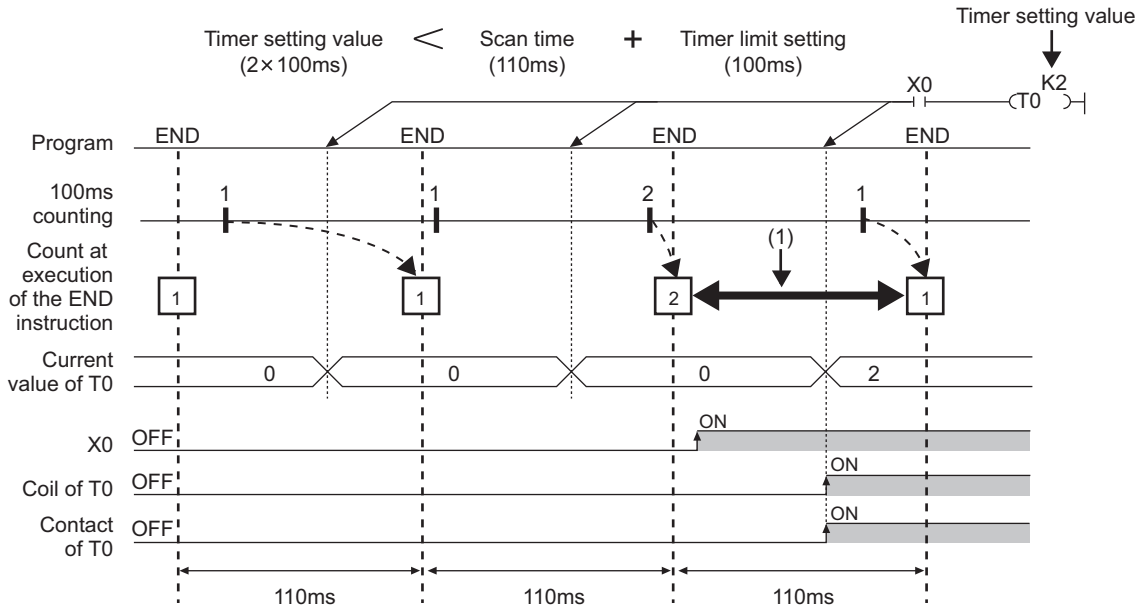 Timer setting value
Timer setting value < Scan time + Timer limit setting
(2×100ms) (110ms) (100ms)
X0 K2
T0
Program END END END END
100ms
counting
1 1 2 1
Count at
execution
of the END
instruction
(1)
1 1 2 1
Current
value of T0
0 0 0 2
X0 OFF ON
Coil of T0 OFF ON
Contact
of T0
OFF ON
110ms 110ms 110ms